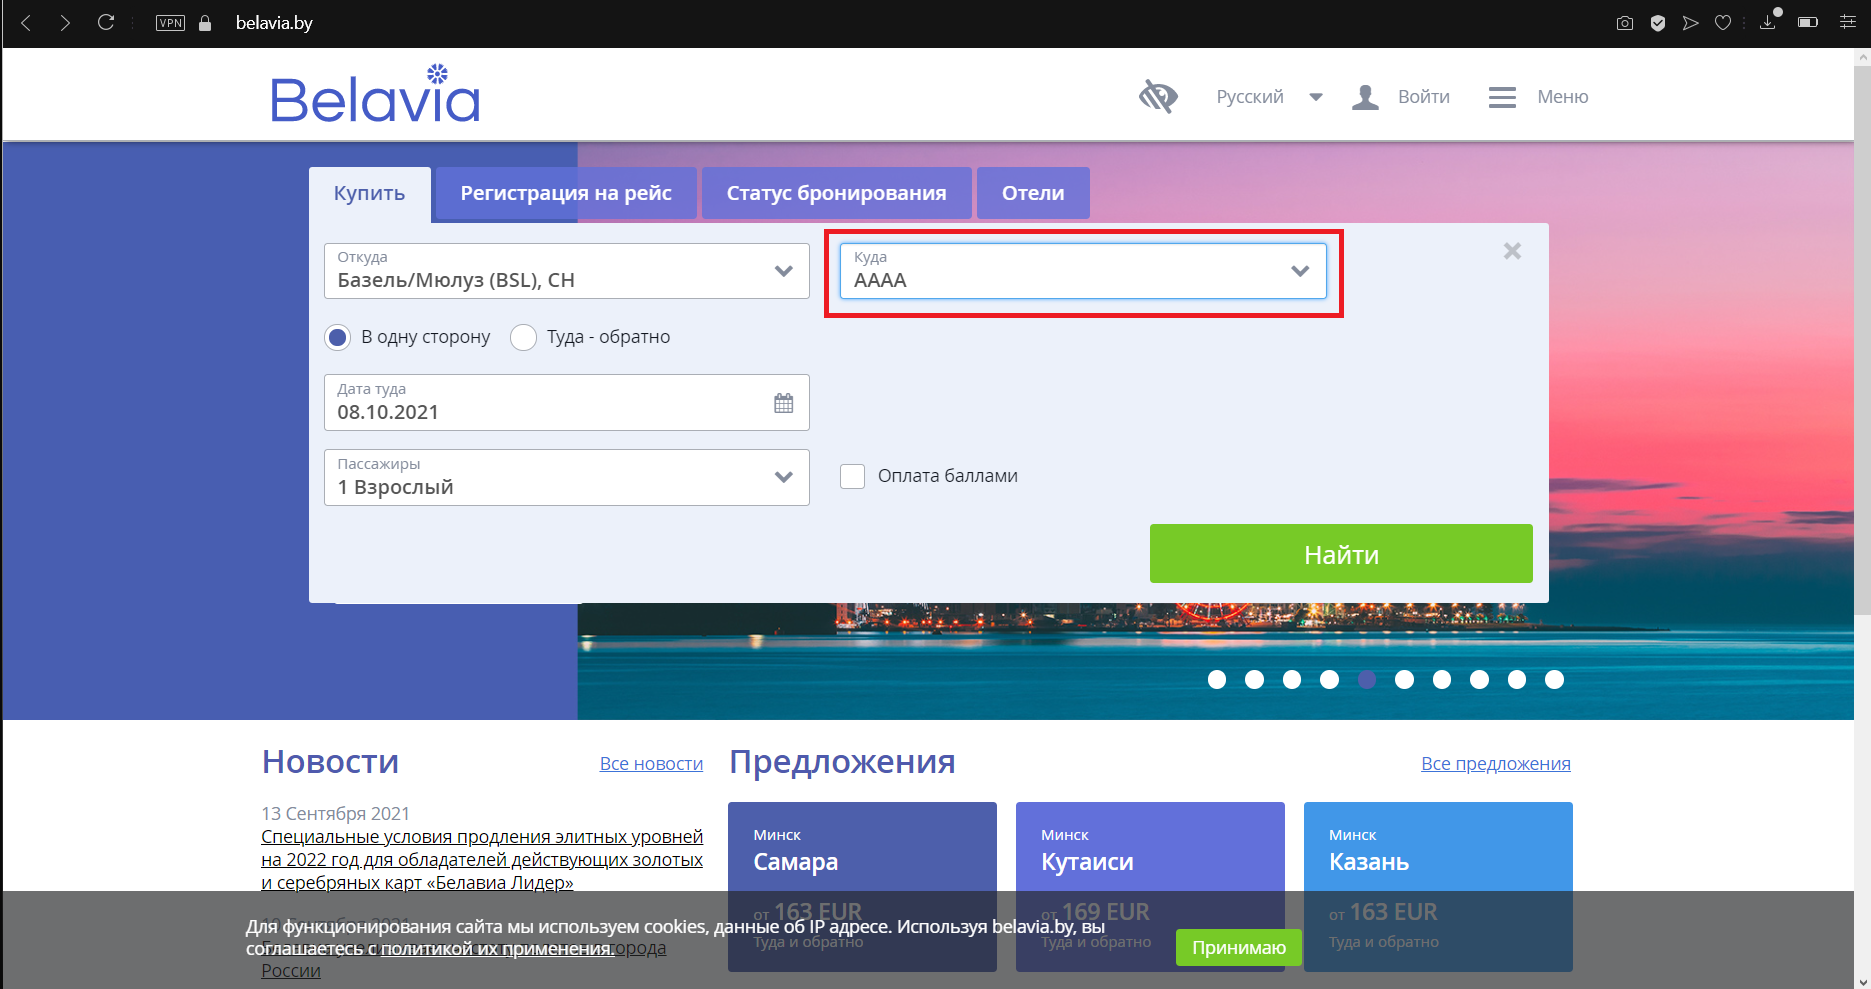 VPN
belavia.by
Belavia
Русский
Войти
Меню
Купить
Регистрация на рейс
Статус бронирования
Отели
Откуда
Базель/Мюлуз (BSL), CH
Куда
АААА
В одну сторону
Туда - обратно
Дата туда
08.10.2021
Пассажиры
1 Взрослый
Оплата баллами
Найти
Новости
Все новости
13 Сентября 2021
Специальные условия продления элитных уровней
на 2022 год для обладателей действующих золотых
и серебряных карт «Белавиа Лидер»
города
России
Предложения
Все предложения
Минск
Самара
от 163 EUR
Туда и обратно
Минск
Кутаиси
от 169 EUR
Туда и обратно
Минск
Казань
от 163 EUR
Туда и обратно
Для функционирования сайта мы используем cookies, данные об IP адресе. Используя belavia.by, вы
соглашаетесь с политикой их применения.
Принимаю